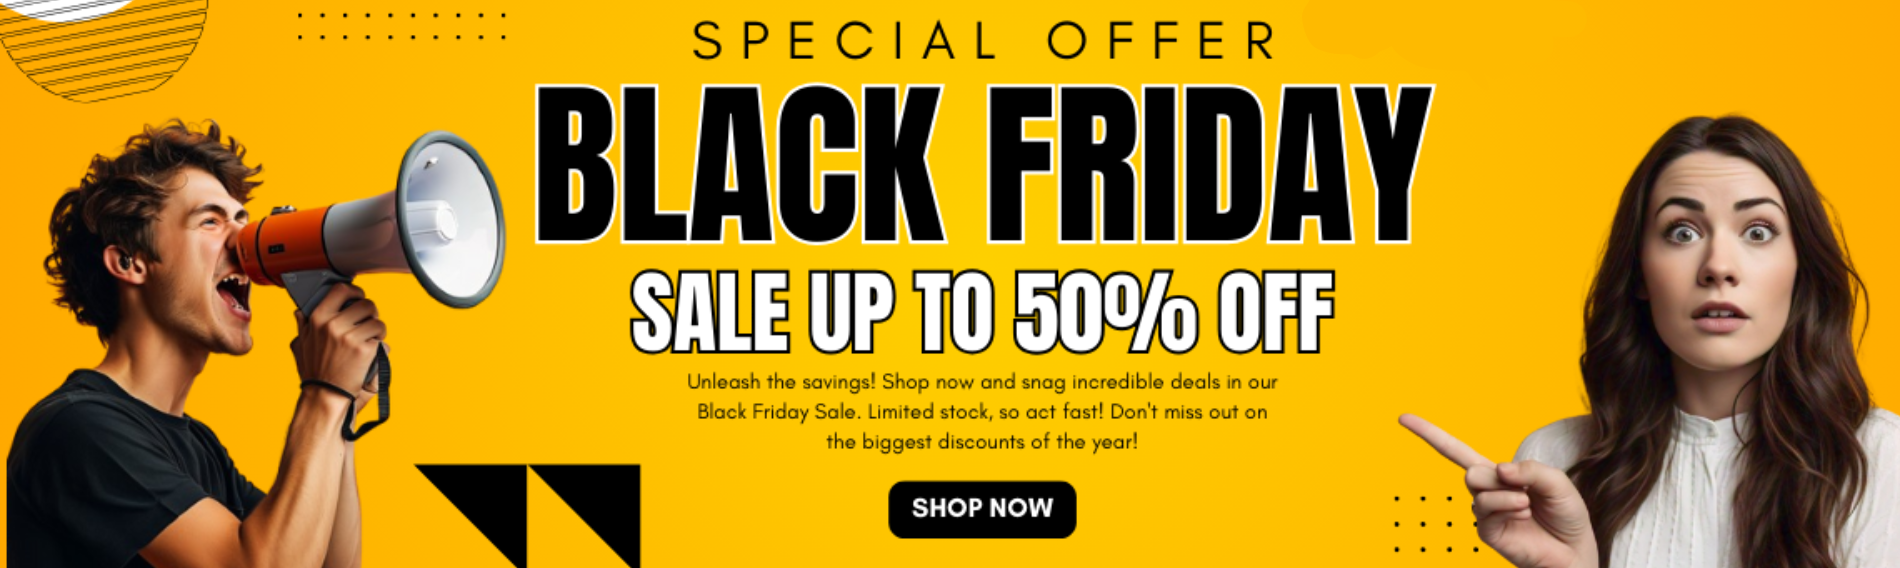 SPECIAL OFFER
BLACK FRIDAY
SALE UP TO 50% OFF
Unleash the savings! Shop now and snag incredible deals in our
Black Friday Sale. Limited stock, so act fast! Don't miss out on
the biggest discounts of the year!
SHOP NOW